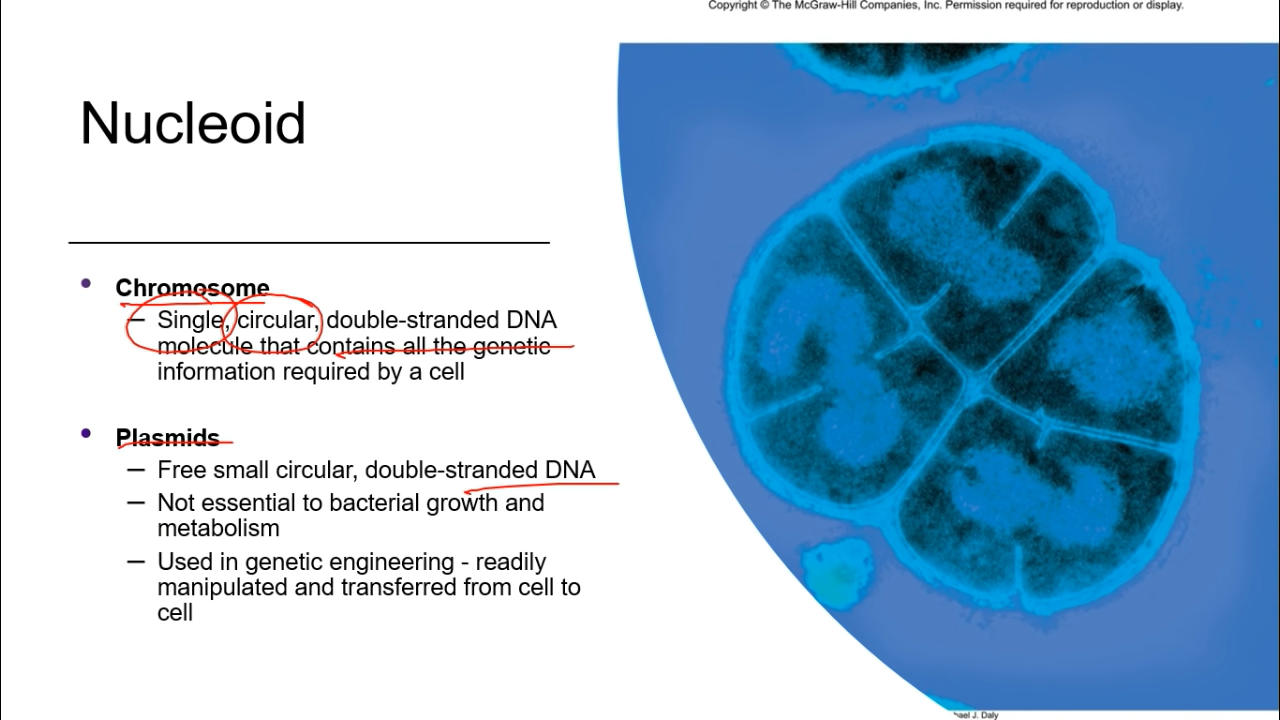 Copyright © The McGraw-Hill Companies, Inc. Permission required for reproduction or display.
Nucleoid
• Chromosome
– Single, circular, double-stranded DNA
molecule that contains all the genetic
information required by a cell
• Plasmids
– Free small circular, double-stranded DNA
– Not essential to bacterial growth and
metabolism
– Used in genetic engineering - readily
manipulated and transferred from cell to
cell
J. Daly